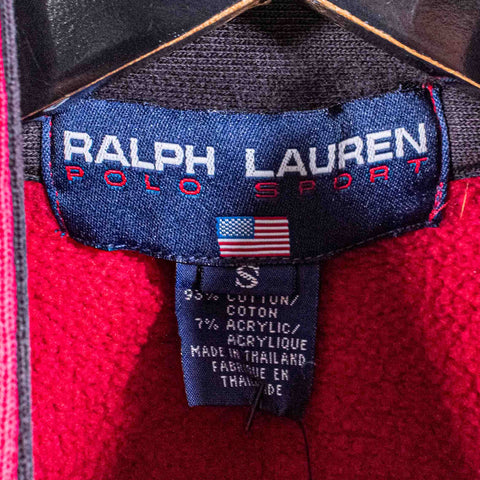 RALPH LAUREN
POLO SPORT
S
93% COTTON/
COTON
7% ACRYLIC/
ACRYLIQUE
MADE IN THAILAND
FABRIQUE EN
THAILANDE